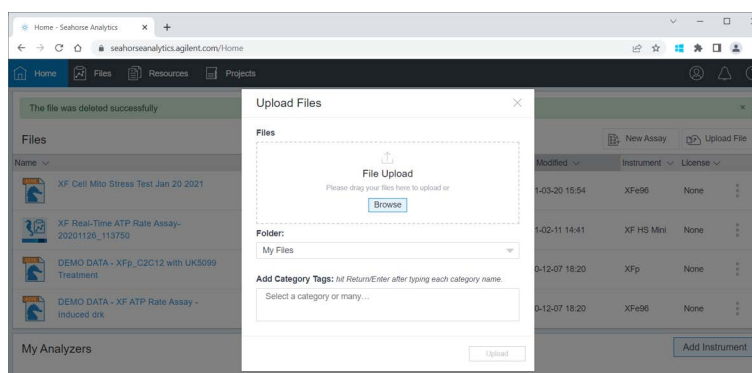 Home - Seahorse Analytics
seahorseanalytics.agilent.com/Home
Home Files Resources Projects
The file was deleted successfully
Files
New Assay Upload File
Name Modified Instrument License
XF Cell Mito Stress Test Jan 20 2021
1-03-20 15:54 XFe96 None
XF Real-Time ATP Rate Assay-
20201126_113750
1-02-11 14:41 XF HS Mini None
DEMO DATA - XFp_C2C12 with UK5099
Treatment
0-12-07 18:20 XFp None
DEMO DATA - XF ATP Rate Assay -
Induced drk
0-12-07 18:20 XFe96 None
My Analyzers
Add Instrument
Upload Files
Files
File Upload
Please drag your files here to upload or
Browse
Folder:
My Files
Add Category Tags: hit Return/Enter after typing each category name.
Select a category or many…
Upload